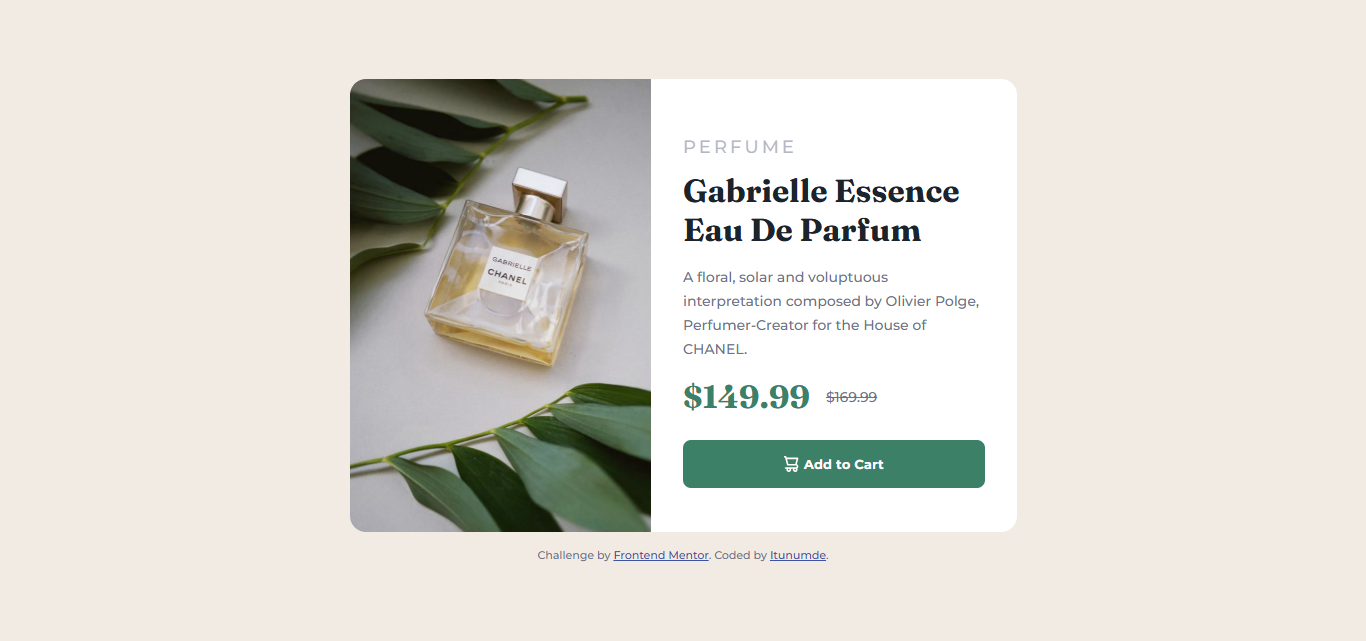 GABRIELLE
CHANEL
PARIS
PERFUME
Gabrielle Essence
Eau De Parfum
A floral, solar and voluptuous
interpretation composed by Olivier Polge,
Perfumer-Creator for the House of
CHANEL.
$149.99 $169.99
Add to Cart
Challenge by Frontend Mentor. Coded by Itunumde.